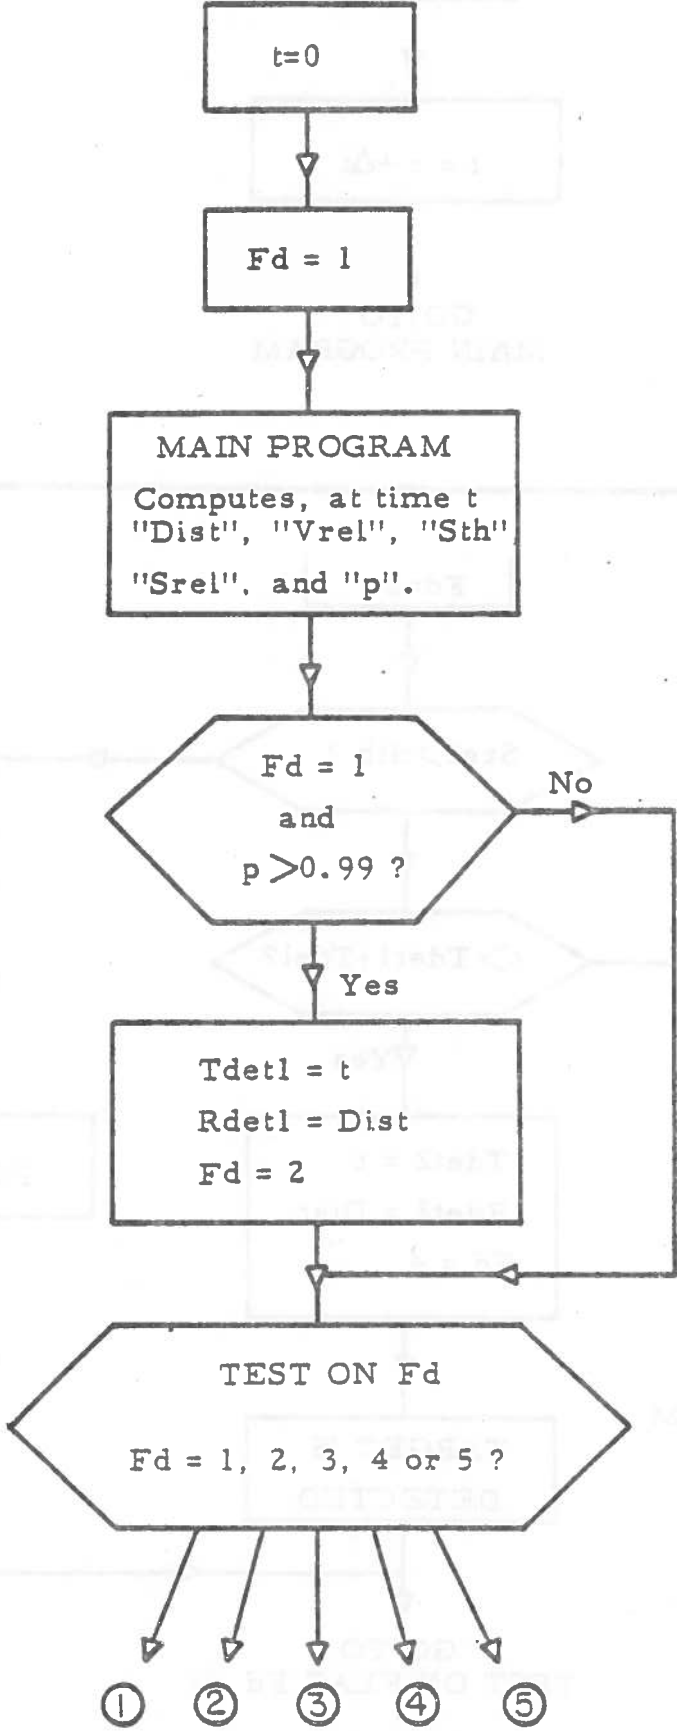 t=0
Fd = 1
MAIN PROGRAM
Computes, at time t
"Dist", "Vrel", "Sth"
"Srel", and "p".
Fd = 1
and
p >0.99 ?
No
Yes
Tdet1 = t
Rdet1 = Dist
Fd = 2
TEST ON Fd
Fd = 1, 2, 3, 4 or 5 ?
1 2 3 4 5